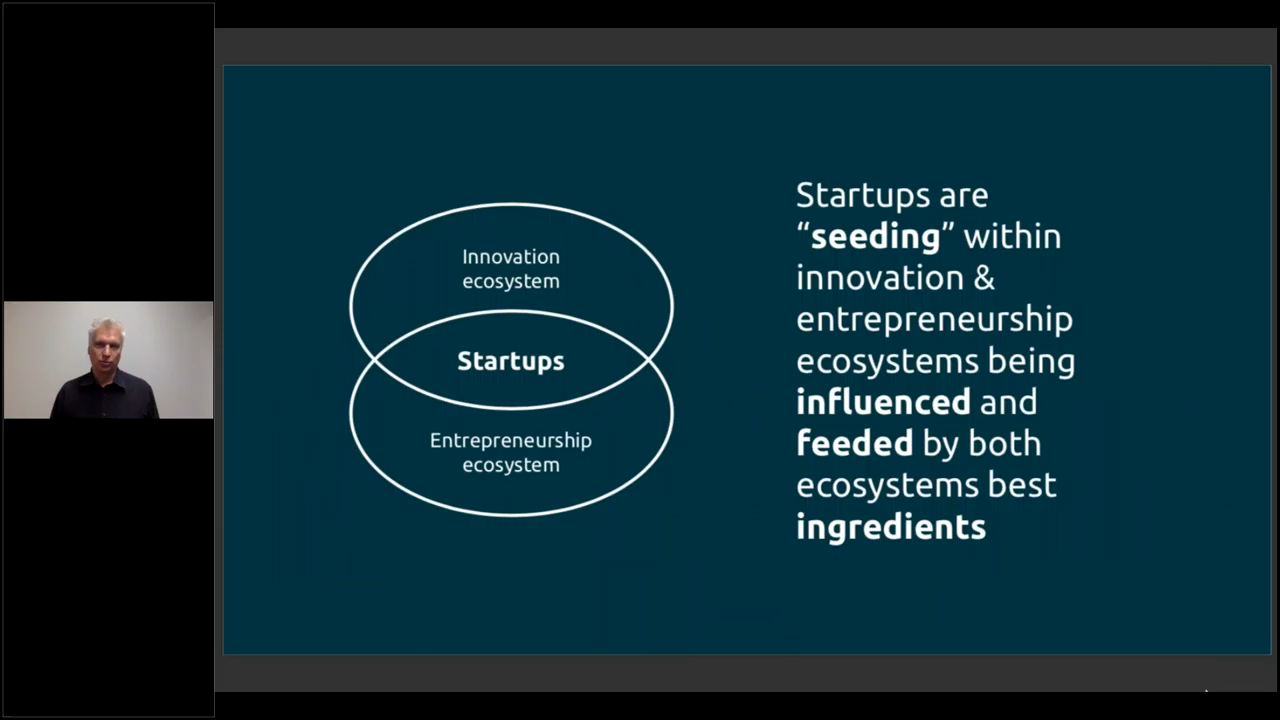 Innovation
ecosystem
Startups
Entrepreneurship
ecosystem
Startups are
“seeding” within
innovation &
entrepreneurship
ecosystems being
influenced and
feeded by both
ecosystems best
ingredients